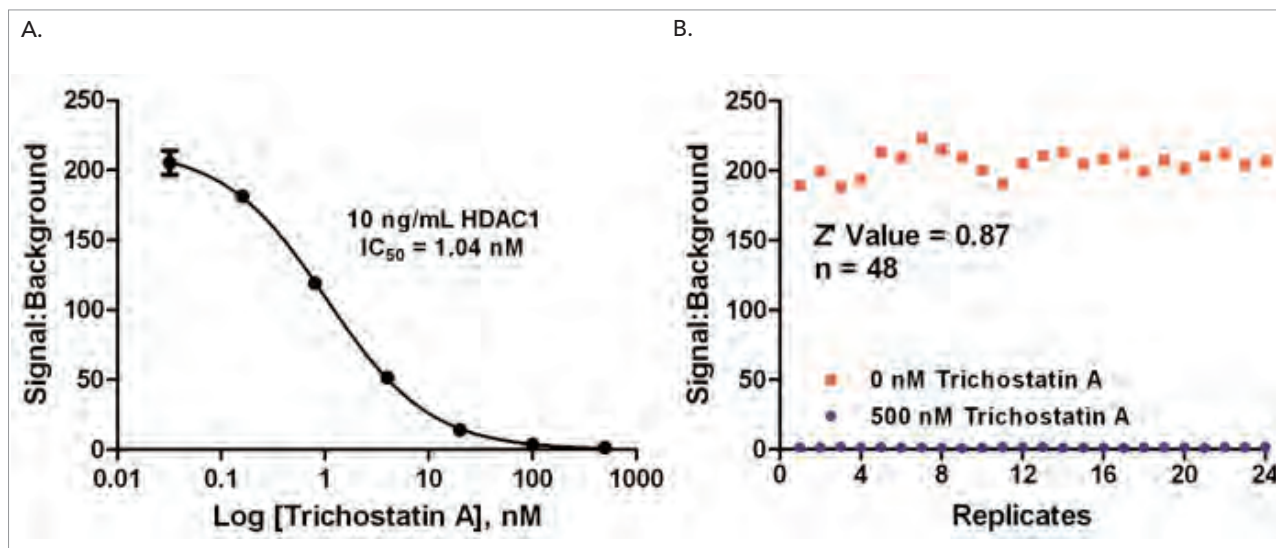 A.
B.
250
200
150
100
50
0
Signal:Background
10 ng/mL HDAC1
IC50 = 1.04 nM
0.01 0.1 1 10 100 1000
Log [Trichostatin A], nM
250
200
150
100
50
0
Signal:Background
Z' Value = 0.87
n = 48
0 nM Trichostatin A
500 nM Trichostatin A
0 4 8 12 16 20 24
Replicates